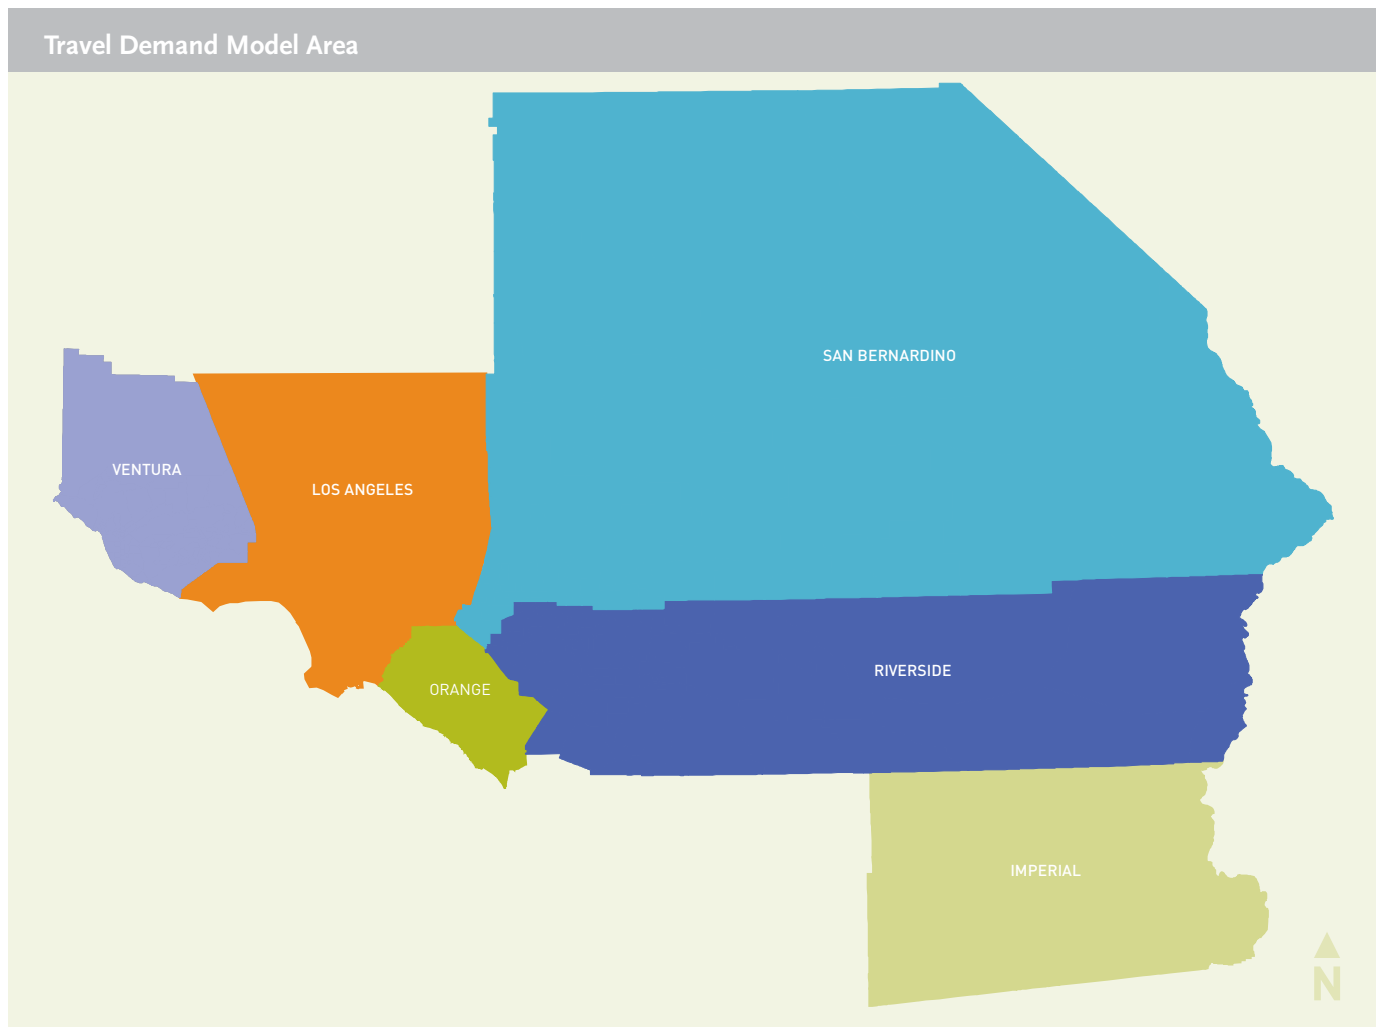 Travel Demand Model Area
SAN BERNARDINO
VENTURA
LOS ANGELES
RIVERSIDE
ORANGE
IMPERIAL
N